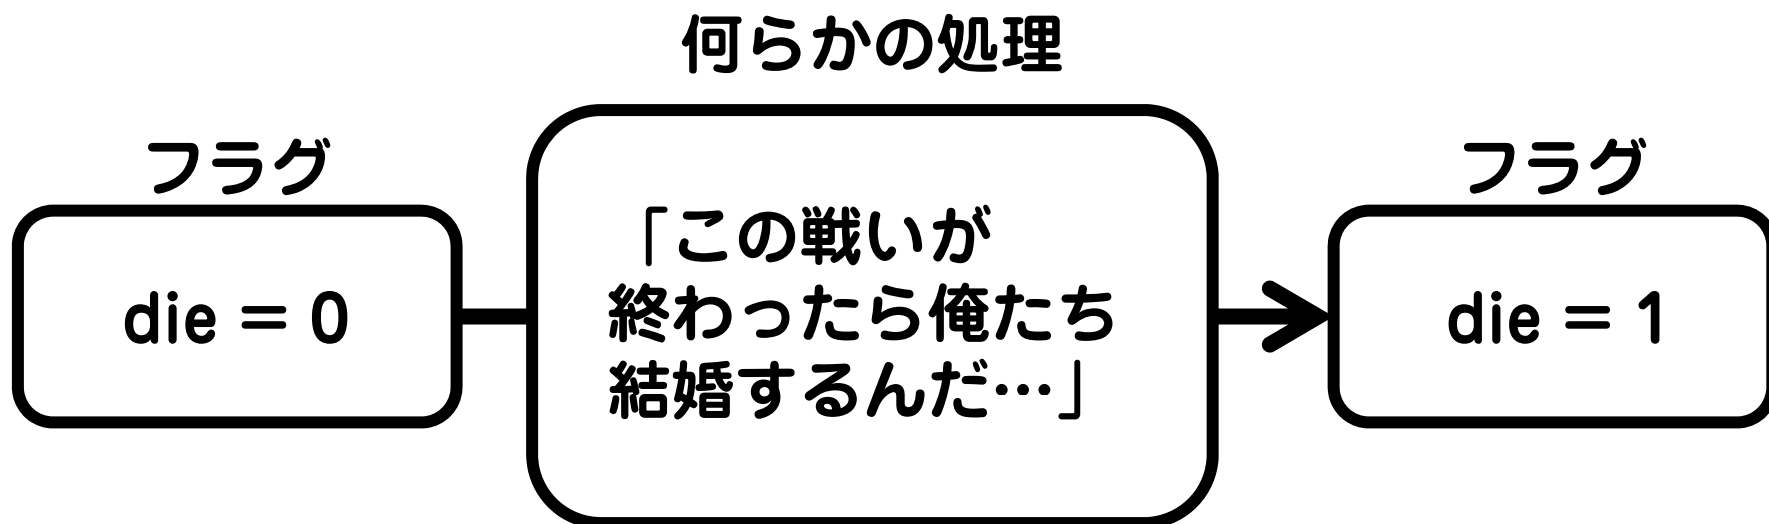 何らかの処理
フラグ
die = 0
「この戦いが
終わったら俺たち
結婚するんだ…」
フラグ
die = 1